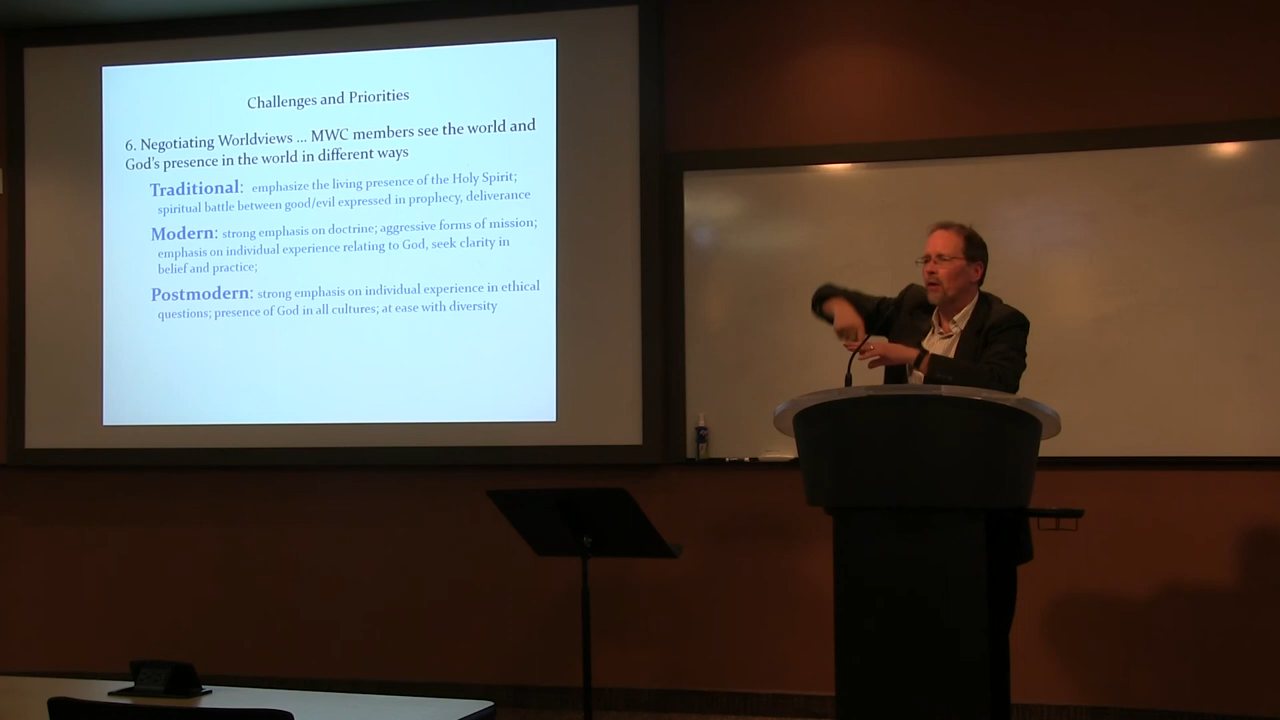 Challenges and Priorities
6. Negotiating Worldviews ... MWC members see the world and
God's presence in the world in different ways
Traditional: emphasize the living presence of the Holy Spirit;
spiritual battle between good/evil expressed in prophecy, deliverance
Modern: strong emphasis on doctrine; aggressive forms of mission;
emphasis on individual experience relating to God, seek clarity in
belief and practice;
Postmodern: strong emphasis on individual experience in ethical
questions; presence of God in all cultures; at ease with diversity